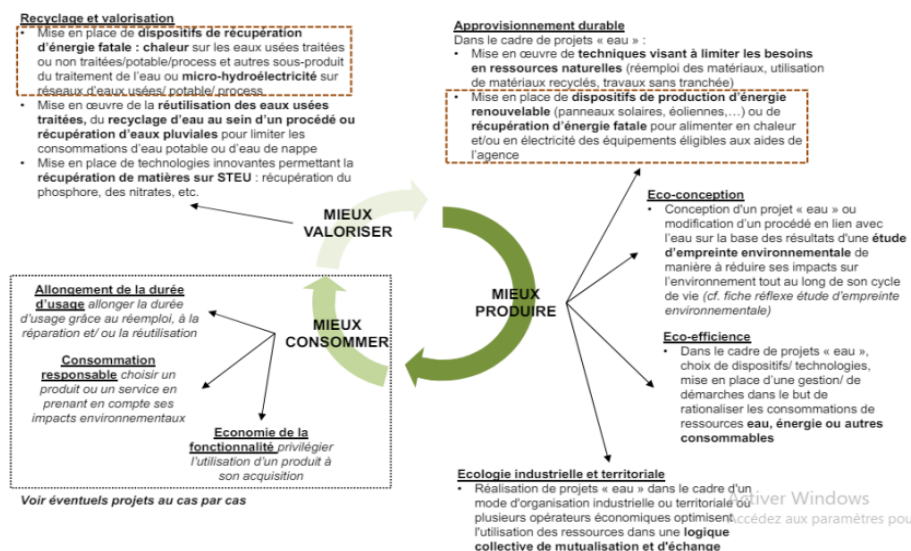 Recyclage et valorisation
• Mise en place de dispositifs de récupération
d'énergie fatale : chaleur sur les eaux usées traitées
ou non traitées/potable/process et autres sous-produit
du traitement de l'eau ou micro-hydroélectricité sur
réseaux d'eaux usées/ potable/ process
• Mise en œuvre de la réutilisation des eaux usées
traitées, du recyclage d'eau au sein d'un procédé ou
récupération d'eaux pluviales pour limiter les
consommations d'eau potable ou d'eau de nappe
• Mise en place de technologies innovantes permettant la
récupération de matières sur STEU : récupération du
phosphore, des nitrates, etc.
Approvisionnement durable
Dans le cadre de projets « eau » :
• Mise en œuvre de techniques visant à limiter les besoins
en ressources naturelles (réemploi des matériaux, utilisation
de matériaux recyclés, travaux sans tranchée)
• Mise en place de dispositifs de production d'énergie
renouvelable (panneaux solaires, éoliennes,…) ou de
récupération d'énergie fatale pour alimenter en chaleur
et/ou en électricité des équipements éligibles aux aides de
l'agence
MIEUX
VALORISER
MIEUX
CONSOMMER
MIEUX
PRODUIRE
Eco-conception
• Conception d'un projet « eau » ou
modification d'un procédé en lien avec
l'eau sur la base des résultats d'une étude
d'empreinte environnementale de
manière à réduire ses impacts sur
l'environnement tout au long de son cycle
de vie (cf. fiche réflexe étude d'empreinte
environnementale)
Allongement de la durée
d'usage allonger la durée
d'usage grâce au réemploi, à la
réparation et/ ou la réutilisation
Consommation
responsable choisir un
produit ou un service en
prenant en compte ses
impacts environnementaux
Economie de la
fonctionnalité privilégier
l'utilisation d'un produit à
son acquisition
Voir éventuels projets au cas par cas
Eco-efficience
• Dans le cadre de projets « eau »,
choix de dispositifs/ technologies,
mise en place d'une gestion/ de
démarches dans le but de
rationaliser les consommations de
ressources eau, énergie ou autres
consommables
Ecologie industrielle et territoriale
• Réalisation de projets « eau » dans le cadre d'un
mode d'organisation industrielle ou territoriale où
plusieurs opérateurs économiques optimisent
l'utilisation des ressources dans une logique
collective de mutualisation et d'échange
Activer Windows
Accédez aux paramètres pou